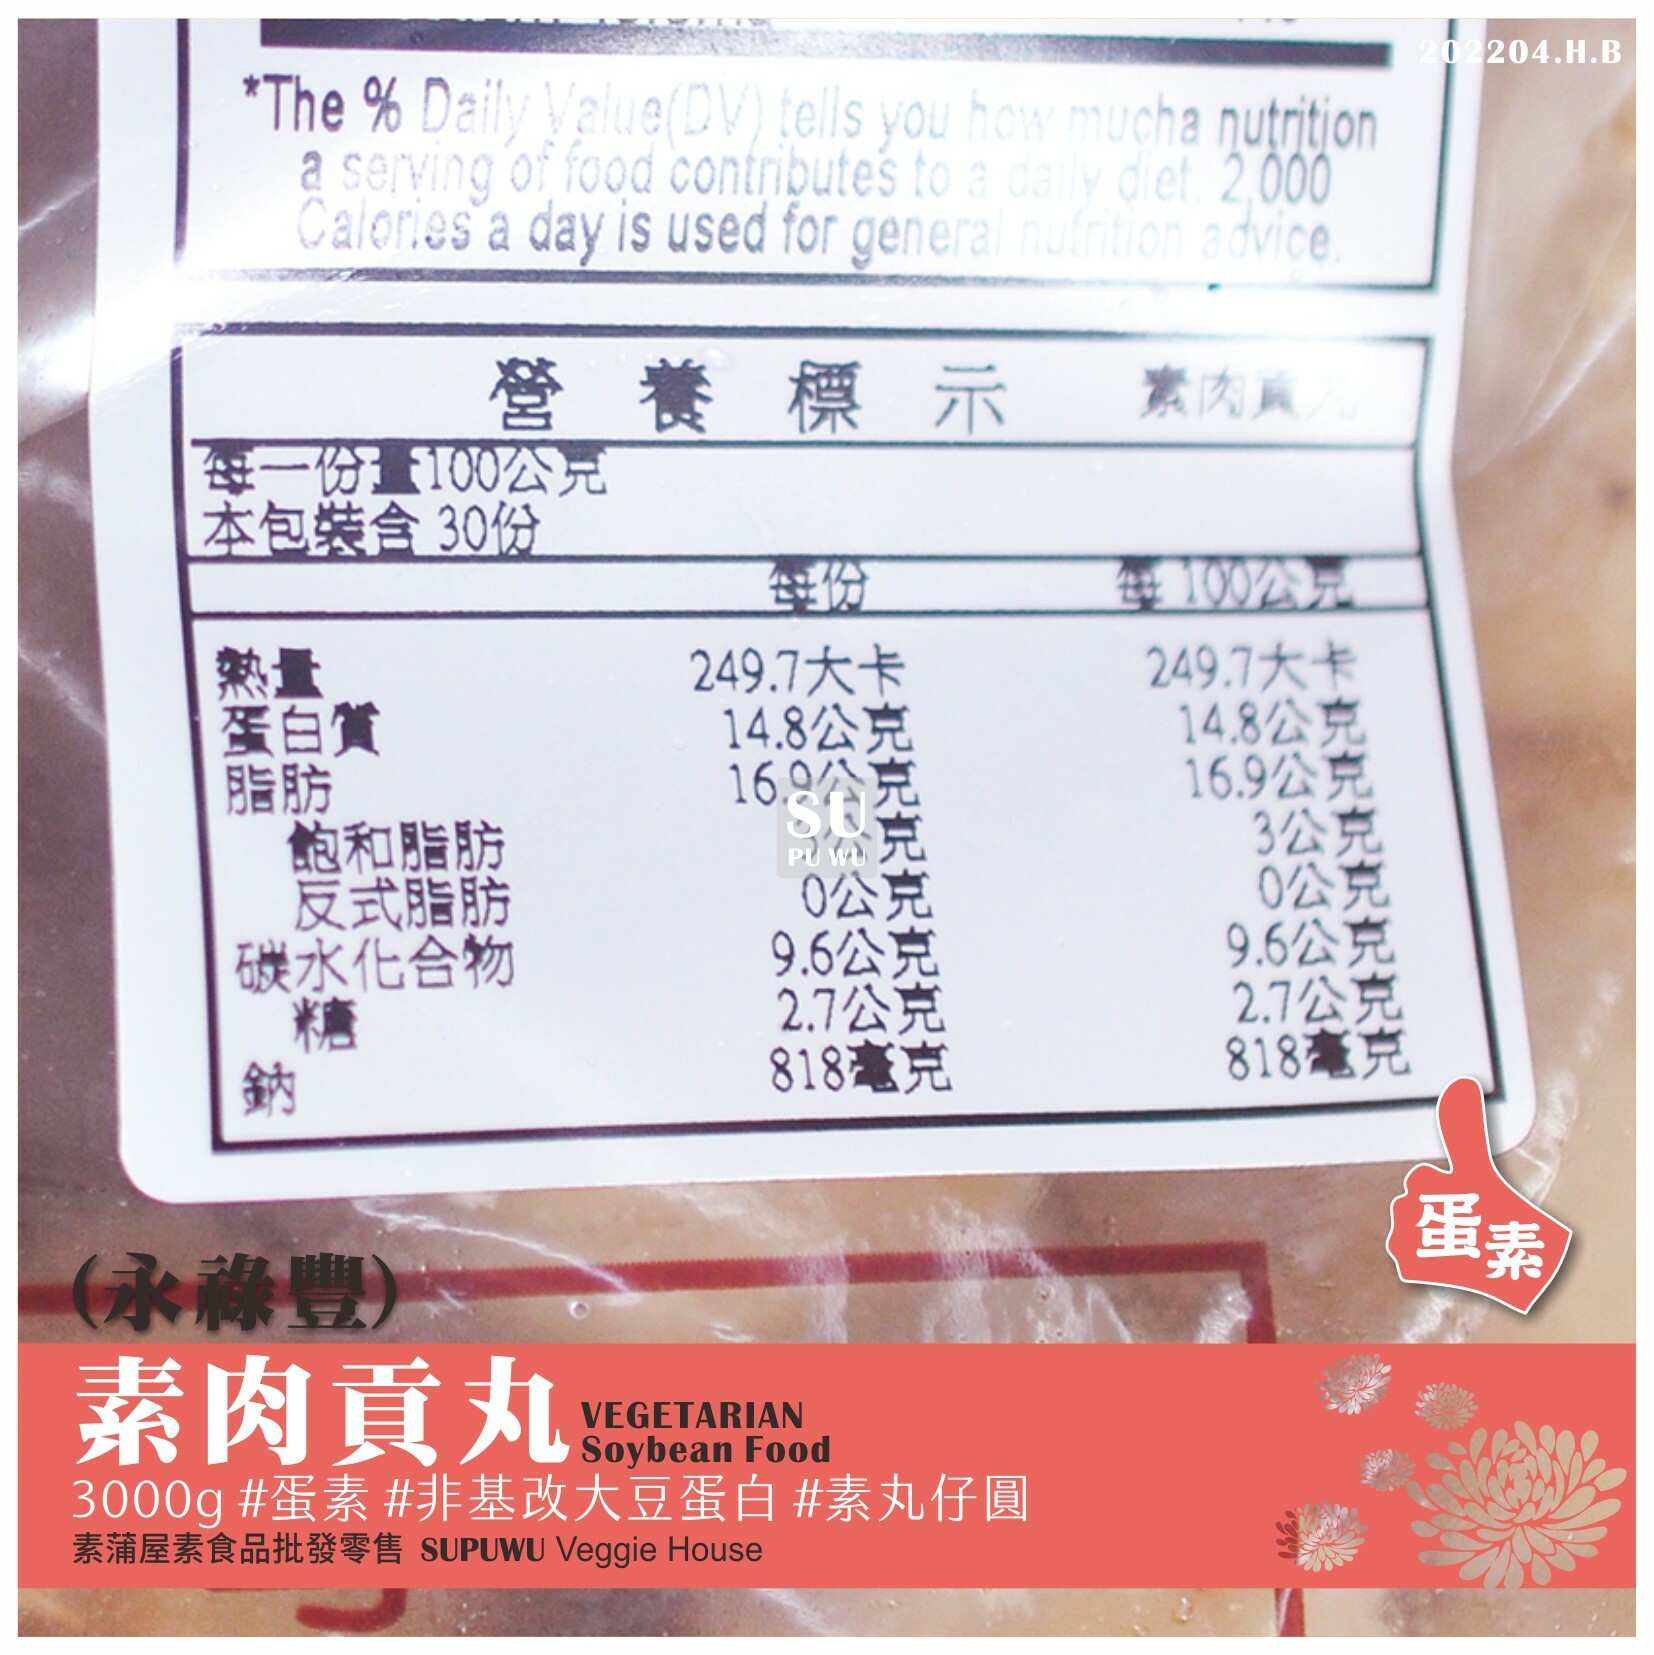 202204.H.B
*The % Daily Value(DV) tells you how mucha nutrition
a serving of food contributes to a daily diet. 2,000
Calories a day is used for general nutrition advice.
營養標示 素肉貢丸
每一份量100公克
本包裝含 30份
每份 每 100公克
熱量 249.7大卡 249.7大卡
蛋白質 14.8公克 14.8公克
脂肪 16.9公克 16.9公克
飽和脂肪 3公克 3公克
反式脂肪 0公克 0公克
碳水化合物 9.6公克 9.6公克
糖 2.7公克 2.7公克
鈉 818毫克 818毫克
SU
PU WU
蛋素
(永祿豐)
素肉貢丸 VEGETARIAN
Soybean Food
3000g #蛋素 #非基改大豆蛋白 #素丸仔圓
素蒲屋素食品批發零售 SUPUWU Veggie House